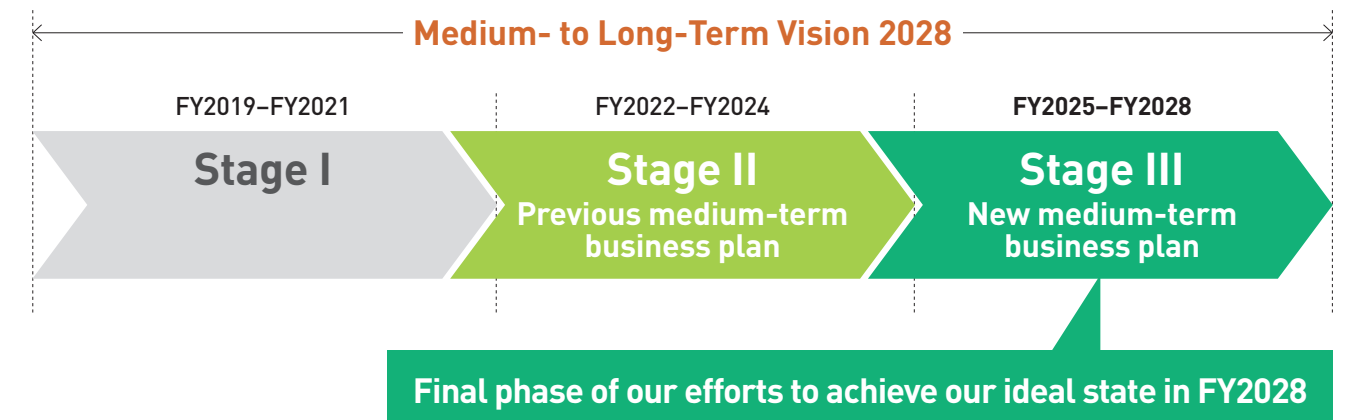 Medium- to Long-Term Vision 2028
FY2019–FY2021
FY2022–FY2024
FY2025–FY2028
Stage I
Stage II
Previous medium-term
business plan
Stage III
New medium-term
business plan
Final phase of our efforts to achieve our ideal state in FY2028